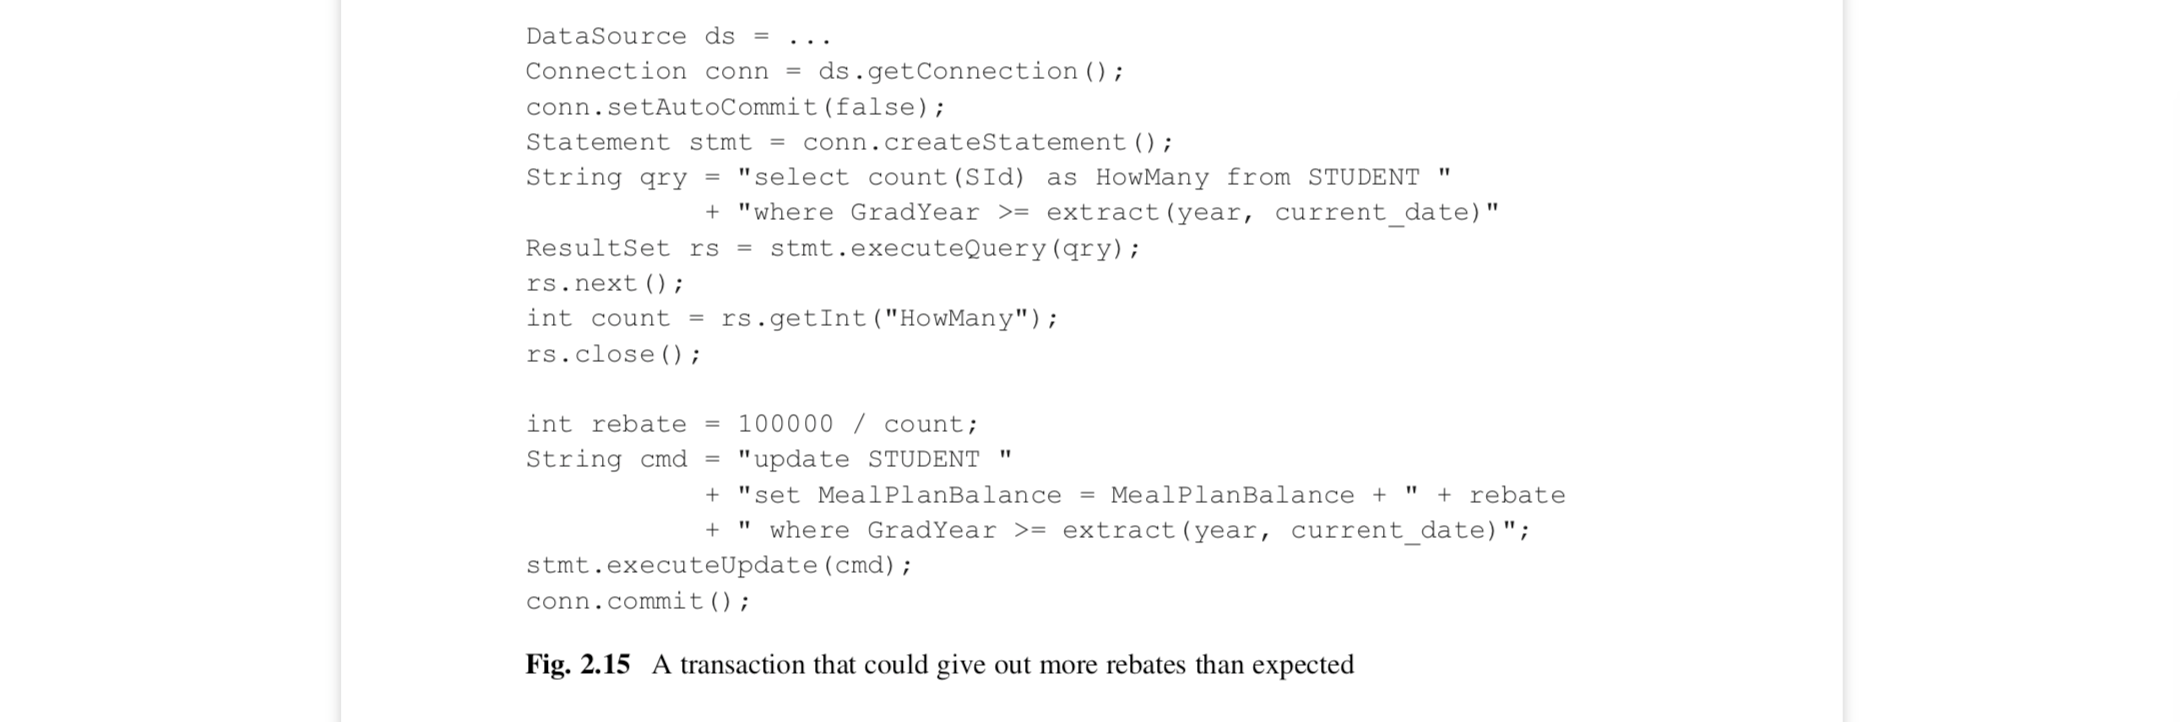 DataSource ds = ...
Connection conn = ds.getConnection();
conn.setAutoCommit(false);
Statement stmt = conn.createStatement();
String qry = "select count(SId) as HowMany from STUDENT "
           + "where GradYear >= extract(year, current_date)"
ResultSet rs = stmt.executeQuery(qry);
rs.next();
int count = rs.getInt("HowMany");
rs.close();

int rebate = 100000 / count;
String cmd = "update STUDENT "
           + "set MealPlanBalance = MealPlanBalance + " + rebate
           + " where GradYear >= extract(year, current_date)";
stmt.executeUpdate(cmd);
conn.commit();
Fig. 2.15 A transaction that could give out more rebates than expected